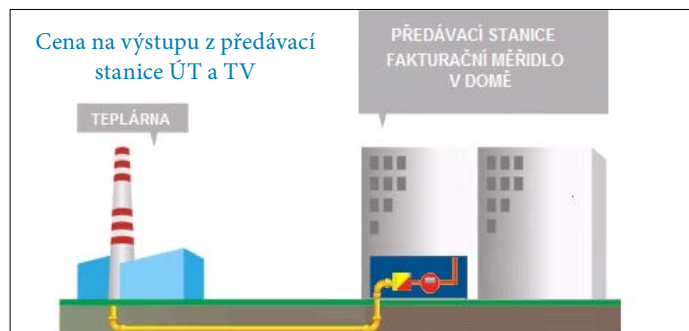 Cena na výstupu z předávací
stanice ÚT a TV
PŘEDÁVACÍ STANICE
FAKTURAČNÍ MĚŘIDLO
V DOMĚ
TEPLÁRNA